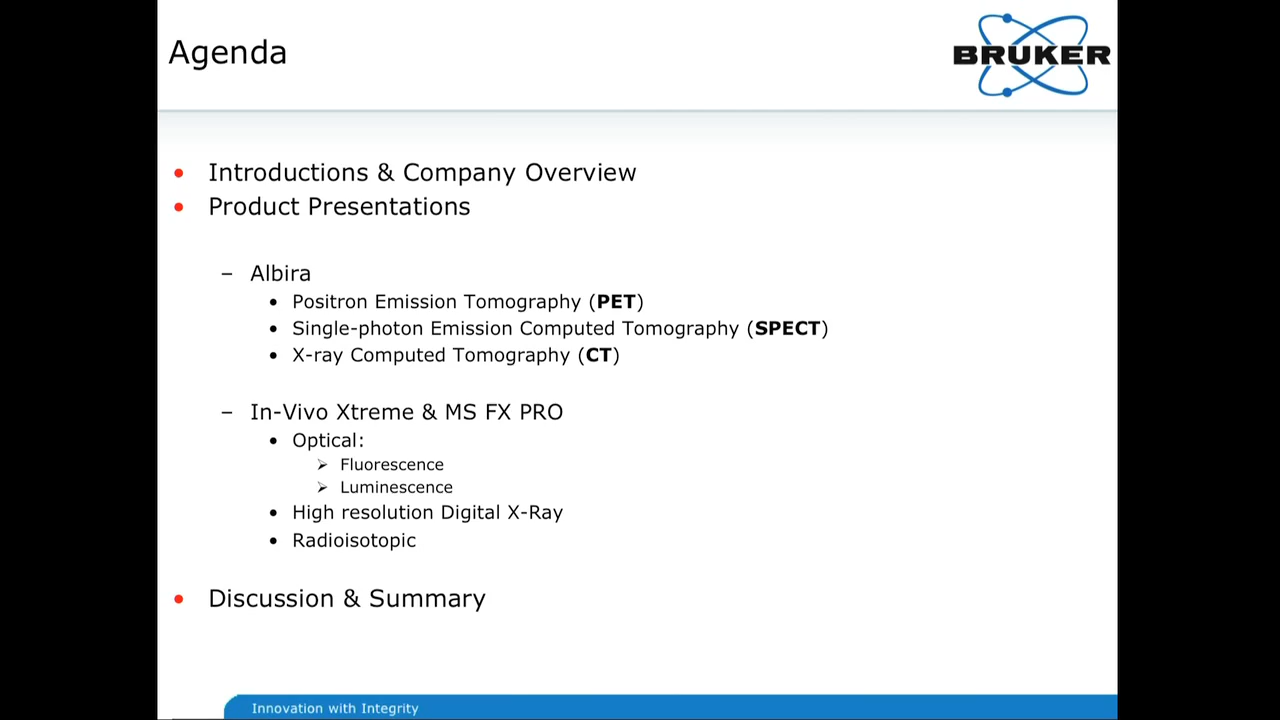 Agenda
BRUKER
• Introductions & Company Overview
• Product Presentations
– Albira
• Positron Emission Tomography (PET)
• Single-photon Emission Computed Tomography (SPECT)
• X-ray Computed Tomography (CT)
– In-Vivo Xtreme & MS FX PRO
• Optical:
➢ Fluorescence
➢ Luminescence
• High resolution Digital X-Ray
• Radioisotopic
• Discussion & Summary
Innovation with Integrity